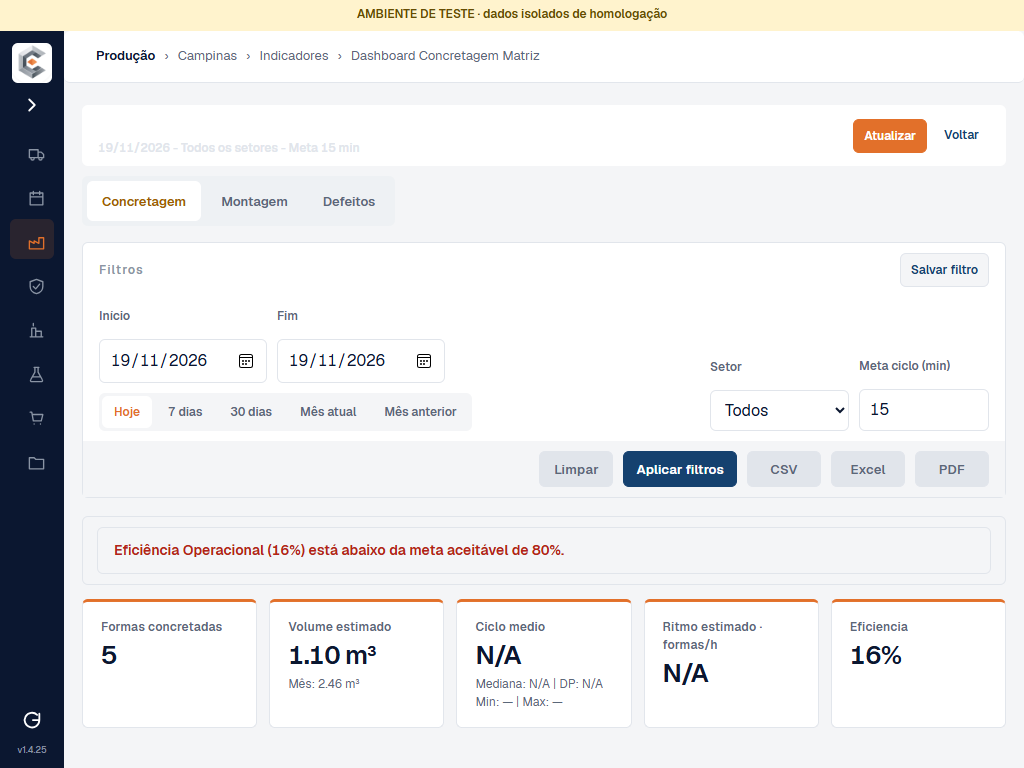 AMBIENTE DE TESTE · dados isolados de homologação
Produção › Campinas › Indicadores › Dashboard Concretagem Matriz
19/11/2026 - Todos os setores - Meta 15 min
Atualizar
Voltar
Concretagem
Montagem
Defeitos
Filtros
Salvar filtro
Início
Fim
19/11/2026
19/11/2026
Setor
Meta ciclo (min)
Hoje
7 dias
30 dias
Mês atual
Mês anterior
Todos
15
Limpar
Aplicar filtros
CSV
Excel
PDF
Eficiência Operacional (16%) está abaixo da meta aceitável de 80%.
Formas concretadas
5
Volume estimado
1.10 m³
Mês: 2.46 m³
Ciclo medio
N/A
Mediana: N/A | DP: N/A
Min: — | Max: —
Ritmo estimado ·
formas/h
N/A
Eficiencia
16%
v1.4.25